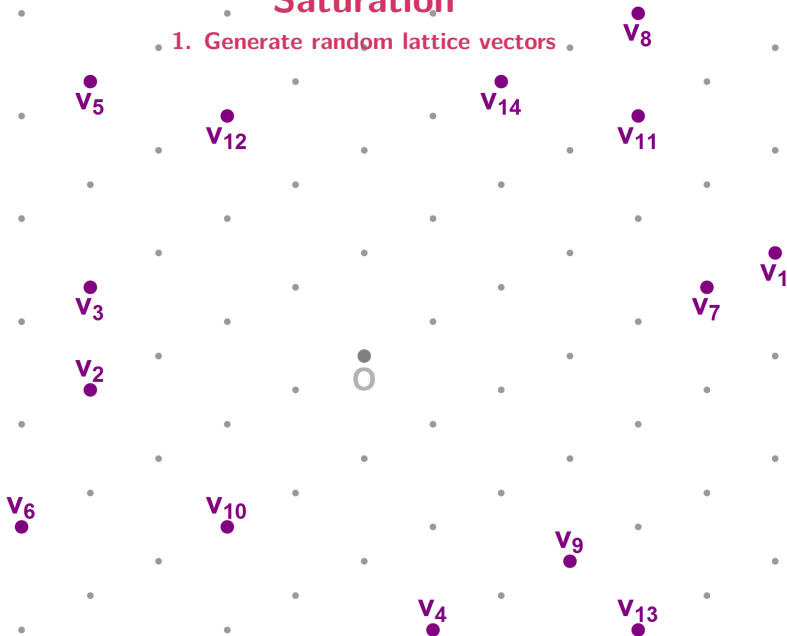 Saturation
1. Generate random lattice vectors
v8
v5
v14
v12
v11
v1
v3
v7
v2
O
v6
v10
v9
v4
v13